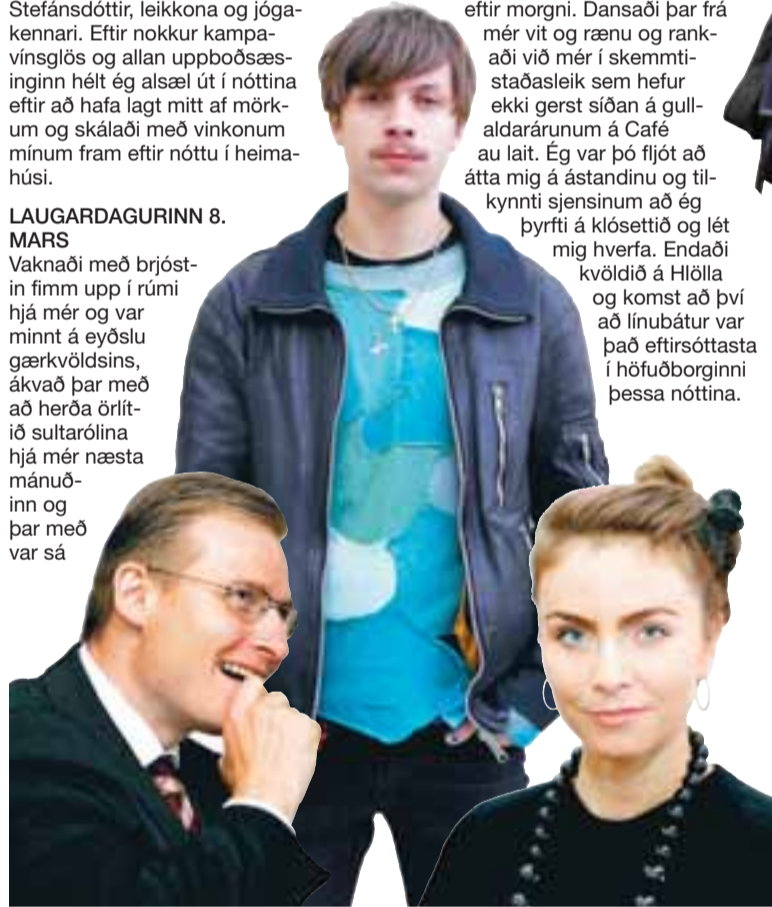 Stefánsdóttir, leikkona og jóga-
kennari. Eftir nokkur kampa-
vínsglös og allan uppboðsæs-
inginn hélt ég alsæl út í nóttina
eftir að hafa lagt mitt af mörk-
um og skálaði með vinkonum
mínum fram eftir nóttu í heima-
húsi.
LAUGARDAGURINN 8.
MARS
Vaknaði með brjóst-
in fimm upp í rúmi
hjá mér og var
minnt á eyðslu
gærkvöldsins,
ákvað þar með
að herða örlít-
ið sultarólina
hjá mér næsta
mánuð-
inn og
þar með
var sá
eftir morgni. Dansaði þar frá
mér vit og rænu og rank-
aði við mér í skemmti-
staðasleik sem hefur
ekki gerst síðan á gull-
aldarárunum á Café
au lait. Ég var þó fljót að
átta mig á ástandinu og til-
kynnti sjensinum að ég
þyrfti á klósettið og lét
mig hverfa. Endaði
kvöldið á Hlölla
og komst að því
að línubátur var
það eftirsóttasta
í höfuðborginni
þessa nóttina.